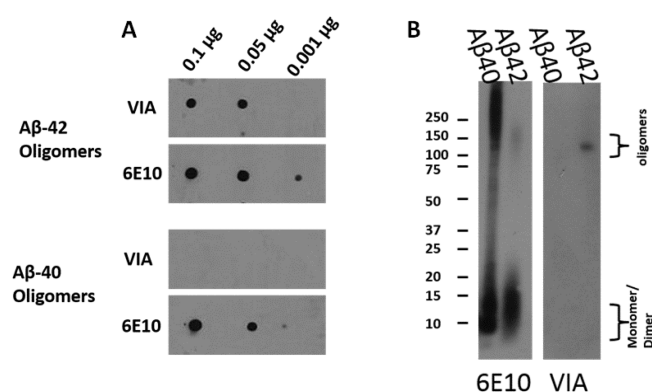 A
0.1 µg
0.05 µg
0.001 µg
Aβ-42
Oligomers
VIA
6E10
Aβ-40
Oligomers
VIA
6E10
B
Aβ40
Aβ42
Aβ40
Aβ42
250
150
100
75
50
37
25
20
15
10
oligomers
Monomer/
Dimer
6E10
VIA